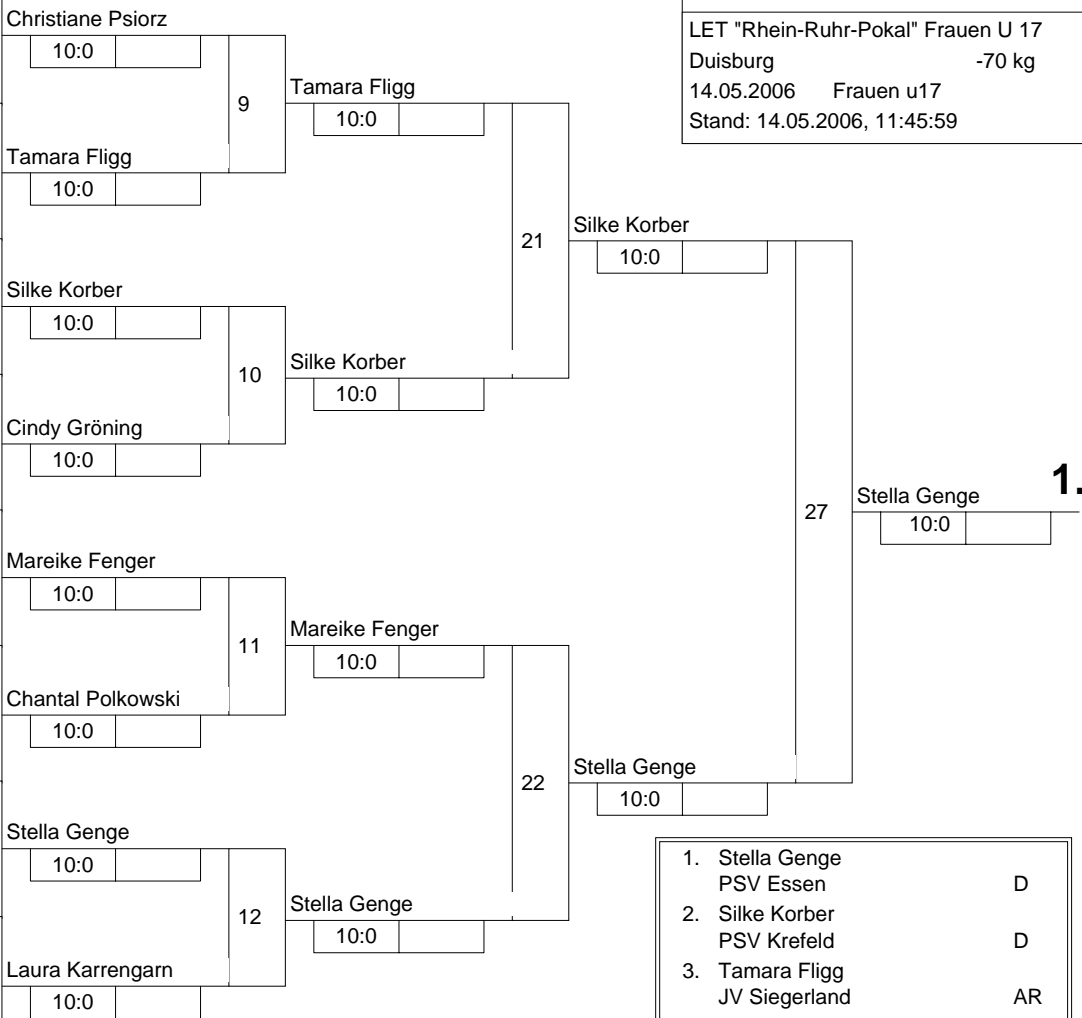 Christiane Psiorz
10:0
9
Tamara Fligg
10:0
Tamara Fligg
10:0
21
Silke Korber
10:0
10
Silke Korber
10:0
Cindy Gröning
10:0
Silke Korber
10:0
27
Stella Genge
10:0
1.
Mareike Fenger
10:0
11
Mareike Fenger
10:0
Chantal Polkowski
10:0
22
Stella Genge
10:0
Stella Genge
10:0
12
Stella Genge
10:0
Laura Karrengarn
10:0
LET "Rhein-Ruhr-Pokal" Frauen U 17
Duisburg -70 kg
14.05.2006 Frauen u17
Stand: 14.05.2006, 11:45:59
1. Stella Genge
PSV Essen D
2. Silke Korber
PSV Krefeld D
3. Tamara Fligg
JV Siegerland AR